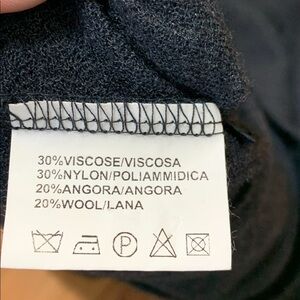 30%VISCOSE/VISCOSA
30%NYLON/POLIAMMIDICA
20%ANGORA/ANGORA
20%WOOL/LANA
P